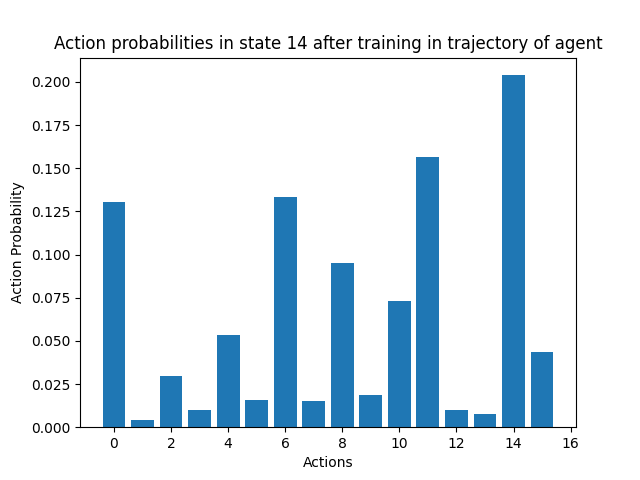 Action probabilities in state 14 after training in trajectory of agent
0.200
0.175
0.150
0.125
0.100
0.075
0.050
0.025
0.000
Action Probability
0 2 4 6 8 10 12 14 16
Actions